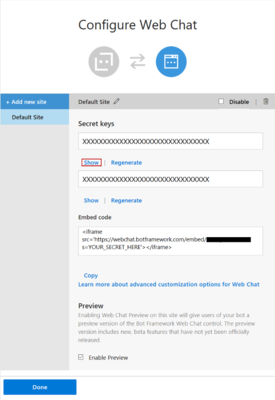 Configure Web Chat
+ Add new site
Default Site
Disable
Default Site
Secret keys
XXXXXXXXXXXXXXXXXXXXXXXXXXXXXXXXX
Show | Regenerate
XXXXXXXXXXXXXXXXXXXXXXXXXXXXXXXXX
Show | Regenerate
Embed code
<iframe
src='https://webchat.botframework.com/embed/
s=YOUR_SECRET_HERE'></iframe>
Copy
Learn more about advanced customization options for Web Chat
Preview
Enabling Web Chat Preview on this site will give users of your bot a
preview version of the Bot Framework Web Chat control. The preview
version includes new, beta features that have not yet been officially
released.
Enable Preview
Done